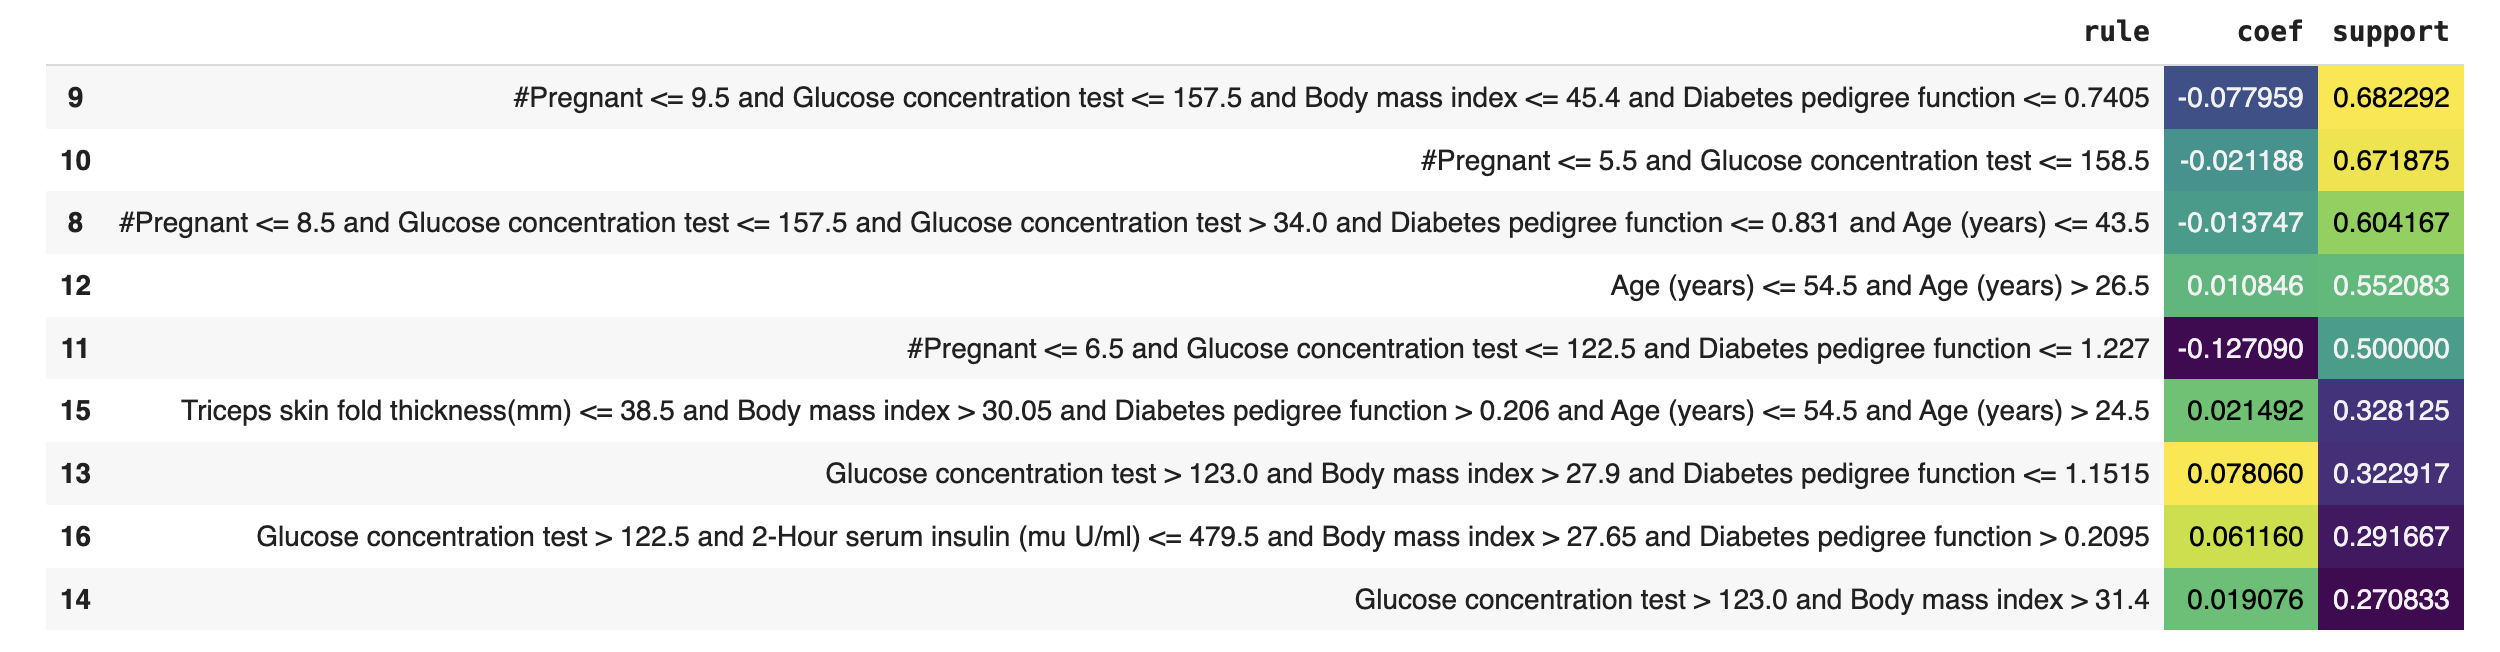 rule coef support
9 #Pregnant <= 9.5 and Glucose concentration test <= 157.5 and Body mass index <= 45.4 and Diabetes pedigree function <= 0.7405 -0.077959 0.682292
10 #Pregnant <= 5.5 and Glucose concentration test <= 158.5 -0.021188 0.671875
8 #Pregnant <= 8.5 and Glucose concentration test <= 157.5 and Glucose concentration test > 34.0 and Diabetes pedigree function <= 0.831 and Age (years) <= 43.5 -0.013747 0.604167
12 Age (years) <= 54.5 and Age (years) > 26.5 0.010846 0.552083
11 #Pregnant <= 6.5 and Glucose concentration test <= 122.5 and Diabetes pedigree function <= 1.227 -0.127090 0.500000
15 Triceps skin fold thickness(mm) <= 38.5 and Body mass index > 30.05 and Diabetes pedigree function > 0.206 and Age (years) <= 54.5 and Age (years) > 24.5 0.021492 0.328125
13 Glucose concentration test > 123.0 and Body mass index > 27.9 and Diabetes pedigree function <= 1.1515 0.078060 0.322917
16 Glucose concentration test > 122.5 and 2-Hour serum insulin (mu U/ml) <= 479.5 and Body mass index > 27.65 and Diabetes pedigree function > 0.2095 0.061160 0.291667
14 Glucose concentration test > 123.0 and Body mass index > 31.4 0.019076 0.270833